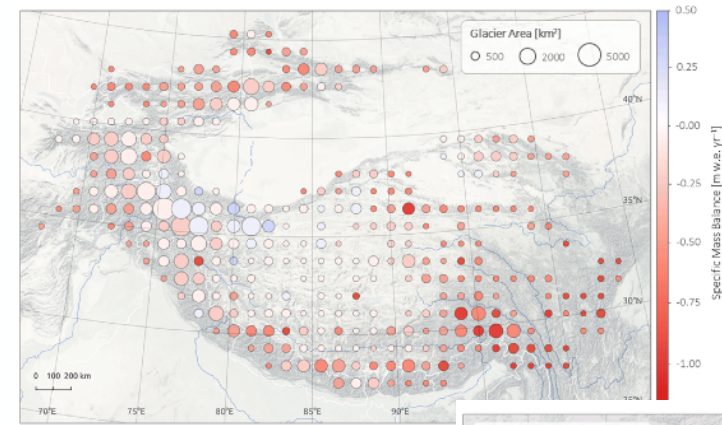 Glacier Area [km²]
500 2000 5000
0.50
0.25
-0.00
-0.25
-0.50
-0.75
-1.00
Specific Mass Balance [m w.e. yr⁻¹]
40°N
35°N
30°N
0 100 200 km
70°E 75°E 80°E 85°E 90°E